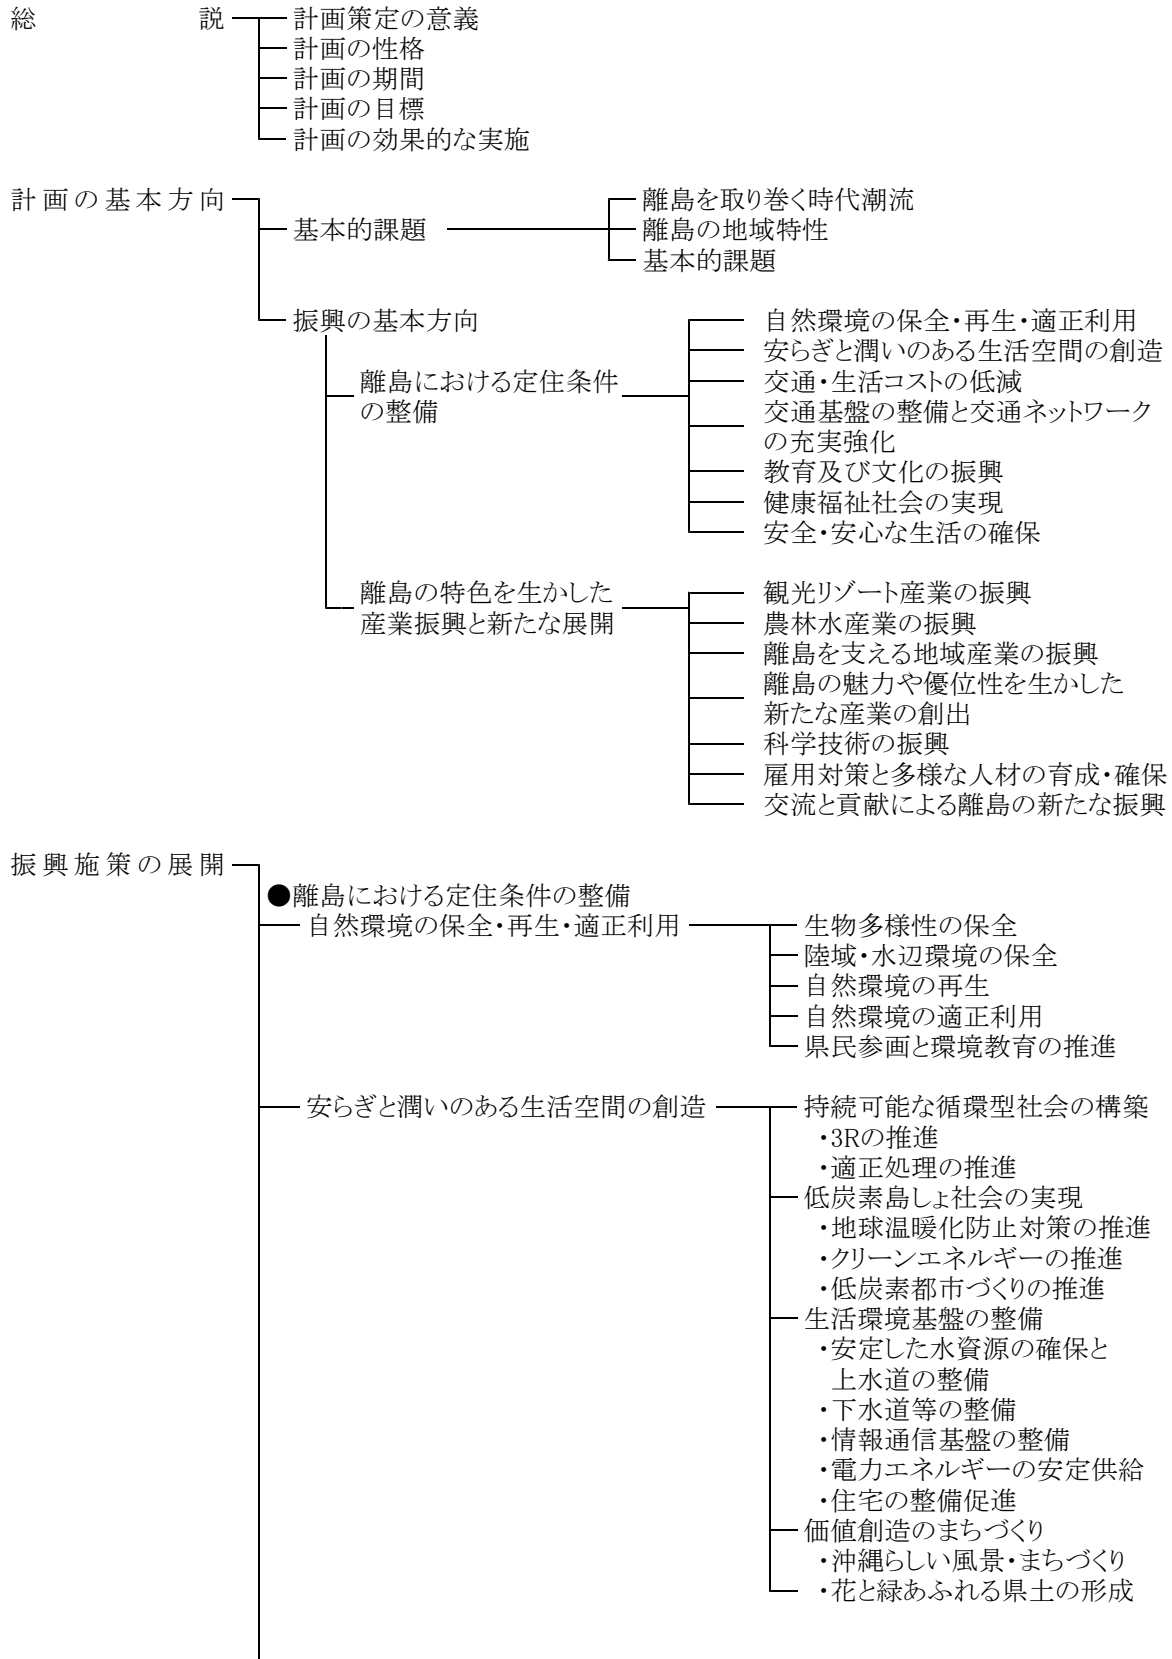 総説
計画策定の意義
計画の性格
計画の期間
計画の目標
計画の効果的な実施
計画の基本方向
基本的課題
離島を取り巻く時代潮流
離島の地域特性
基本的課題
振興の基本方向
離島における定住条件
の整備
自然環境の保全・再生・適正利用
安らぎと潤いのある生活空間の創造
交通・生活コストの低減
交通基盤の整備と交通ネットワーク
の充実強化
教育及び文化の振興
健康福祉社会の実現
安全・安心な生活の確保
離島の特色を生かした
産業振興と新たな展開
観光リゾート産業の振興
農林水産業の振興
離島を支える地域産業の振興
離島の魅力や優位性を生かした
新たな産業の創出
科学技術の振興
雇用対策と多様な人材の育成・確保
交流と貢献による離島の新たな振興
振興施策の展開
●離島における定住条件の整備
自然環境の保全・再生・適正利用
生物多様性の保全
陸域・水辺環境の保全
自然環境の再生
自然環境の適正利用
県民参画と環境教育の推進
安らぎと潤いのある生活空間の創造
持続可能な循環型社会の構築
・3Rの推進
・適正処理の推進
低炭素島しょ社会の実現
・地球温暖化防止対策の推進
・クリーンエネルギーの推進
・低炭素都市づくりの推進
生活環境基盤の整備
・安定した水資源の確保と
上水道の整備
・下水道等の整備
・情報通信基盤の整備
・電力エネルギーの安定供給
・住宅の整備促進
価値創造のまちづくり
・沖縄らしい風景・まちづくり
・花と緑あふれる県土の形成